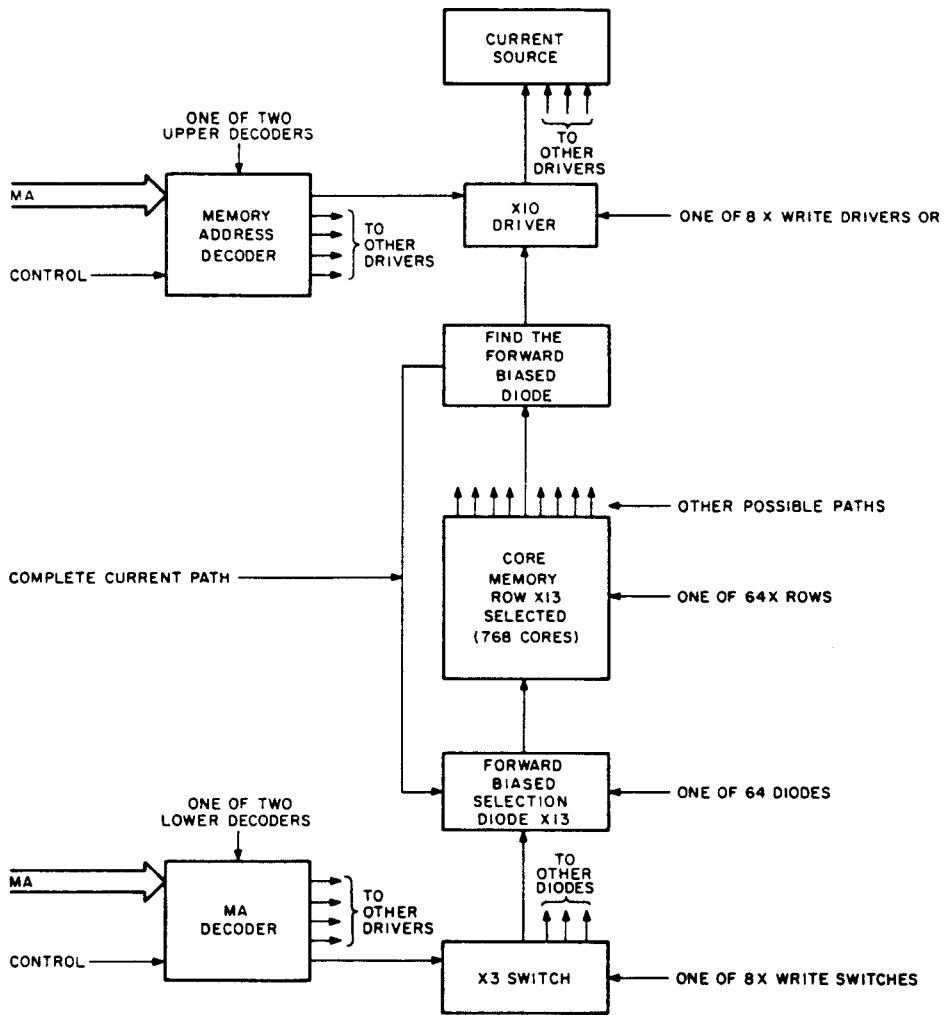 CURRENT
SOURCE
ONE OF TWO
UPPER DECODERS
TO
OTHER
DRIVERS
MA
MEMORY
ADDRESS
DECODER
TO
OTHER
DRIVERS
X10
DRIVER
ONE OF 8 X WRITE DRIVERS OR
CONTROL
FIND THE
FORWARD
BIASED
DIODE
OTHER POSSIBLE PATHS
COMPLETE CURRENT PATH
CORE
MEMORY
ROW X13
SELECTED
(768 CORES)
ONE OF 64X ROWS
FORWARD
BIASED
SELECTION
DIODE X13
ONE OF 64 DIODES
ONE OF TWO
LOWER DECODERS
TO
OTHER
DIODES
MA
MA
DECODER
TO
OTHER
DRIVERS
CONTROL
X3 SWITCH
ONE OF 8X WRITE SWITCHES